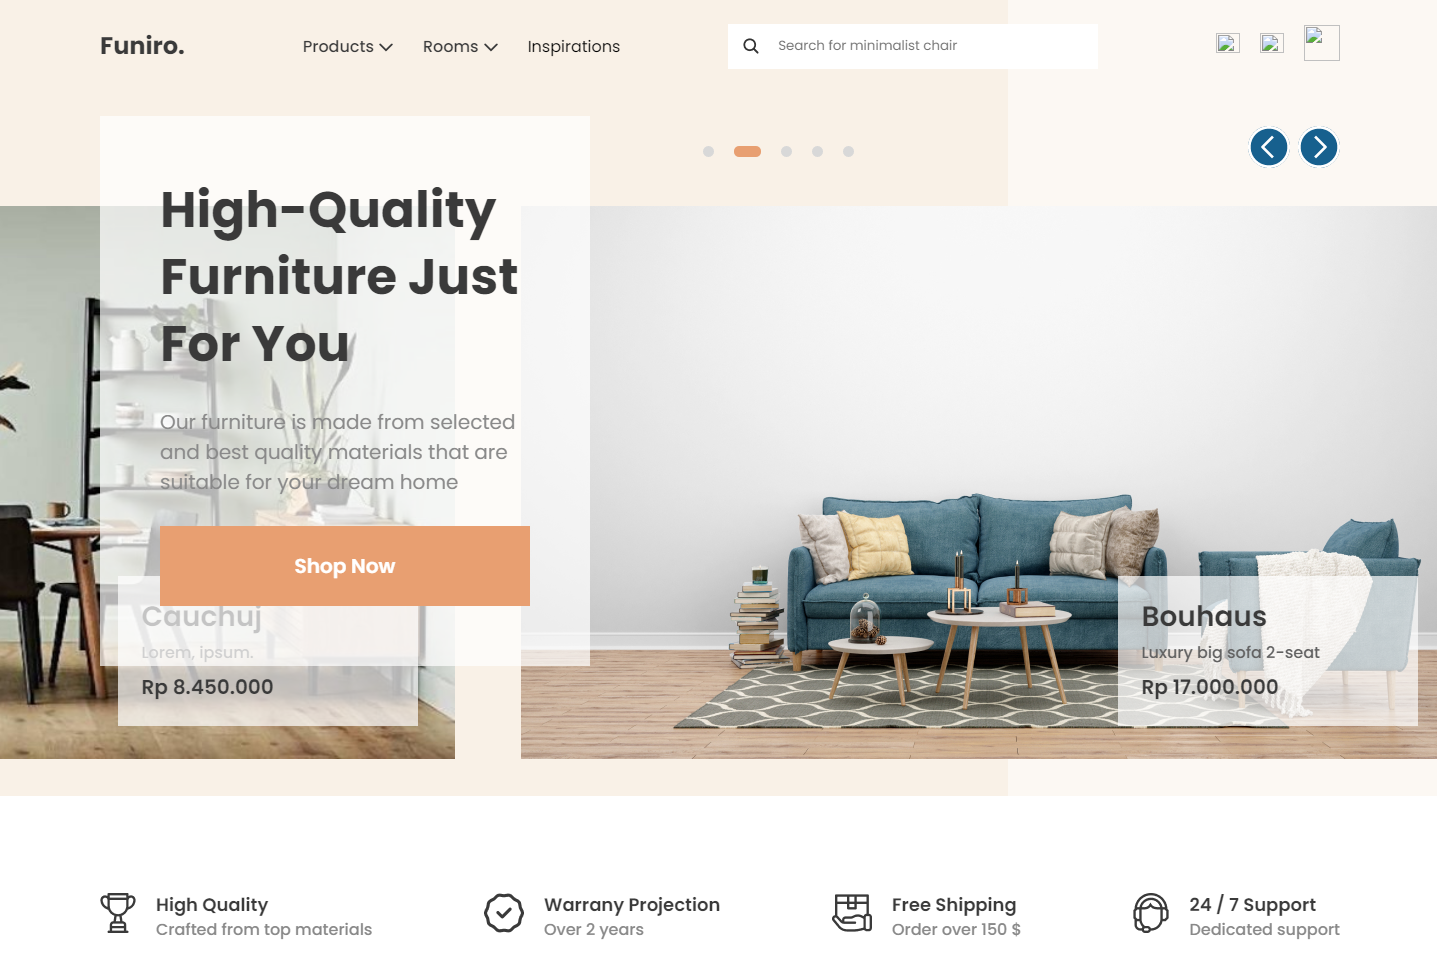 Funiro.
Products
Rooms
Inspirations
Search for minimalist chair
High-Quality
Furniture Just
For You
Our furniture is made from selected
and best quality materials that are
suitable for your dream home
Shop Now
Cauchuj
Lorem, ipsum.
Rp 8.450.000
Bouhaus
Luxury big sofa 2-seat
Rp 17.000.000
High Quality
Crafted from top materials
Warrany Projection
Over 2 years
Free Shipping
Order over 150 $
24 / 7 Support
Dedicated support